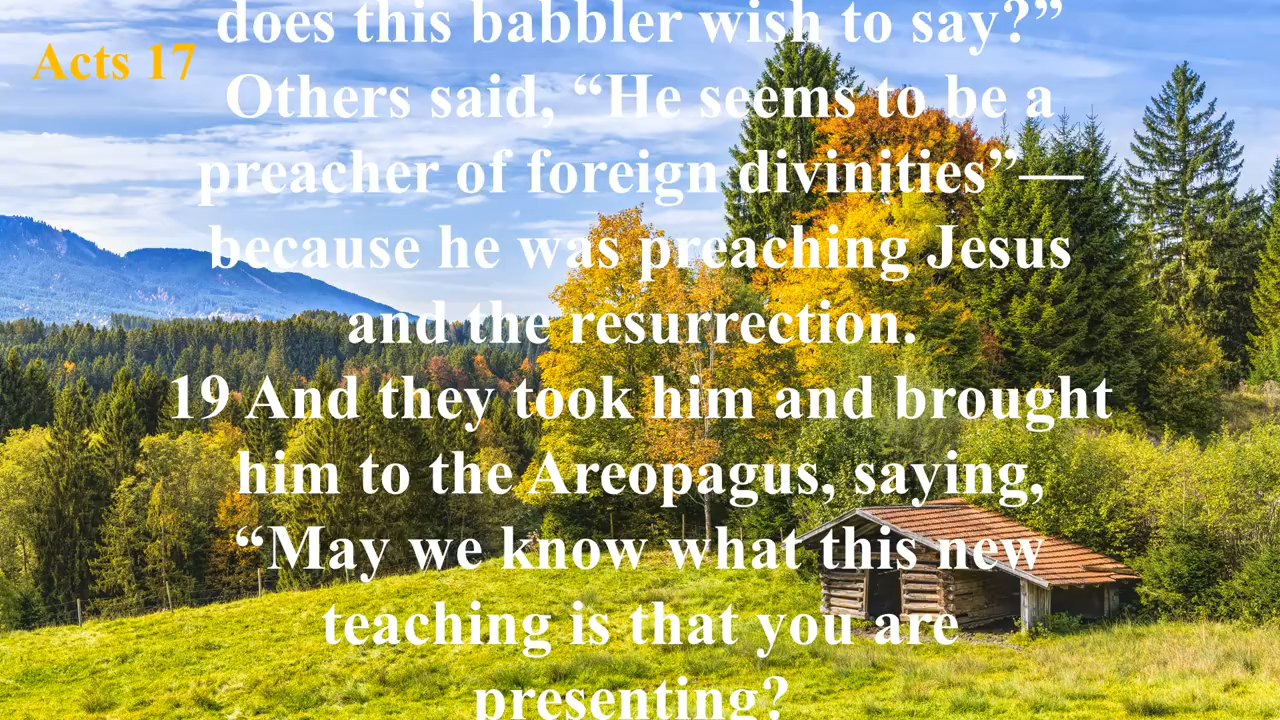 does this babbler wish to say?”
Acts 17
Others said, “He seems to be a
preacher of foreign divinities”—
because he was preaching Jesus
and the resurrection.
19 And they took him and brought
him to the Areopagus, saying,
“May we know what this new
teaching is that you are
presenting?